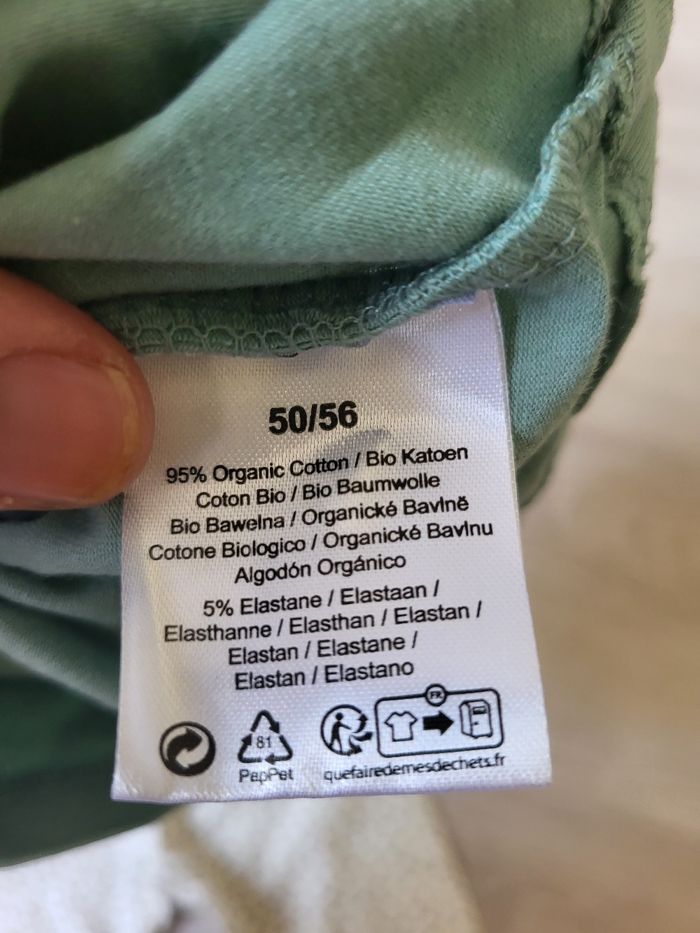 50/56
95% Organic Cotton / Bio Katoen
Coton Bio / Bio Baumwolle
Bio Bawełna / Organické Bavlně
Cotone Biologico / Organické Bavlnu
Algodón Orgánico
5% Elastane / Elastaan /
Elasthanne / Elasthan / Elastan /
Elastan / Elastane /
Elastan / Elastano
FR
81
PapPet
quefairedemesdechets.fr